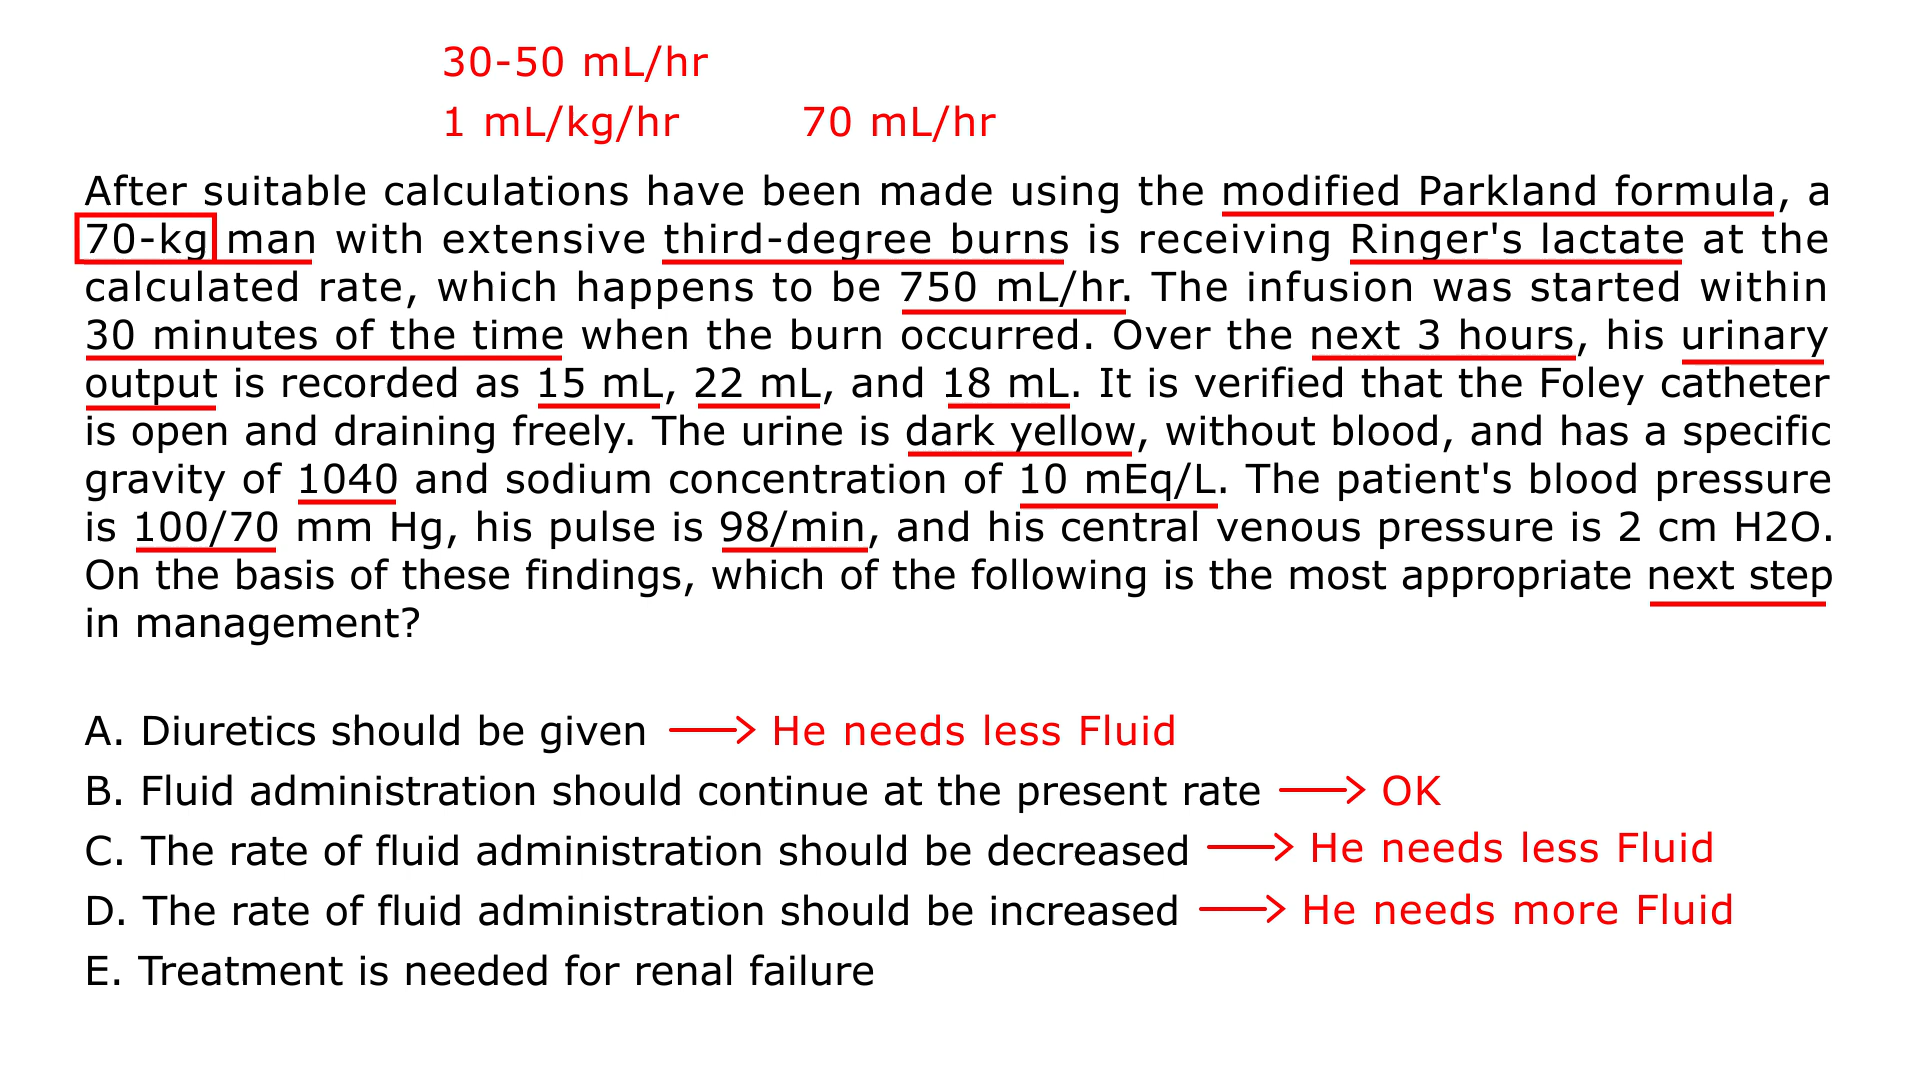 30-50 mL/hr
1 mL/kg/hr 70 mL/hr
After suitable calculations have been made using the modified Parkland formula, a
70-kg man with extensive third-degree burns is receiving Ringer's lactate at the
calculated rate, which happens to be 750 mL/hr. The infusion was started within
30 minutes of the time when the burn occurred. Over the next 3 hours, his urinary
output is recorded as 15 mL, 22 mL, and 18 mL. It is verified that the Foley catheter
is open and draining freely. The urine is dark yellow, without blood, and has a specific
gravity of 1040 and sodium concentration of 10 mEq/L. The patient's blood pressure
is 100/70 mm Hg, his pulse is 98/min, and his central venous pressure is 2 cm H2O.
On the basis of these findings, which of the following is the most appropriate next step
in management?
A. Diuretics should be given → He needs less Fluid
B. Fluid administration should continue at the present rate → OK
C. The rate of fluid administration should be decreased → He needs less Fluid
D. The rate of fluid administration should be increased → He needs more Fluid
E. Treatment is needed for renal failure